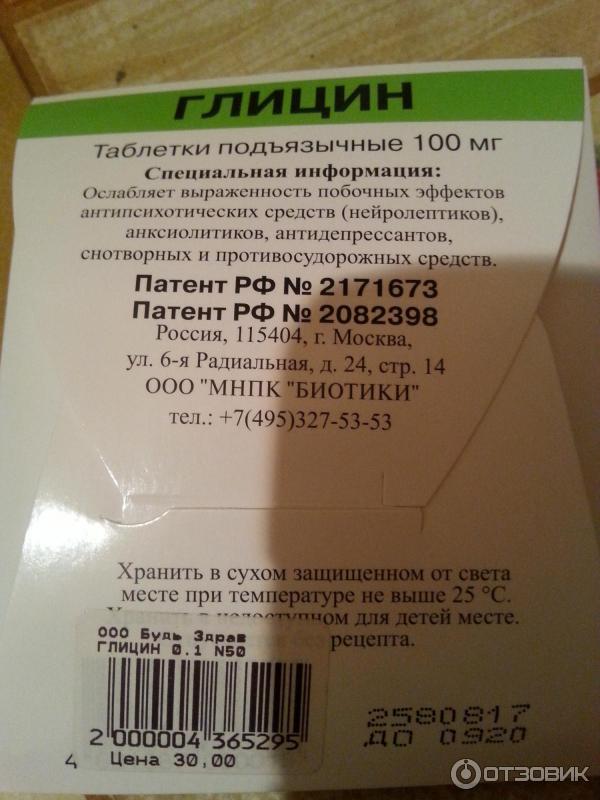 ГЛИЦИН
Таблетки подъязычные 100 мг
Специальная информация:
Ослабляет выраженность побочных эффектов
антипсихотических средств (нейролептиков),
анксиолитиков, антидепрессантов,
снотворных и противосудорожных средств.
Патент РФ № 2171673
Патент РФ № 2082398
Россия, 115404, г. Москва,
ул. 6-я Радиальная, д. 24, стр. 14
ООО "МНПК "БИОТИКИ"
тел.: +7(495)327-53-53
Хранить в сухом защищенном от света
месте при температуре не выше 25 °С.
Хранить в недоступном для детей месте.
без рецепта.
ООО Будь Здрав
ГЛИЦИН 0.1 N50
2 000004 365295
Цена 30,00
4
2580817
ДО 0920
ОТЗОВИК